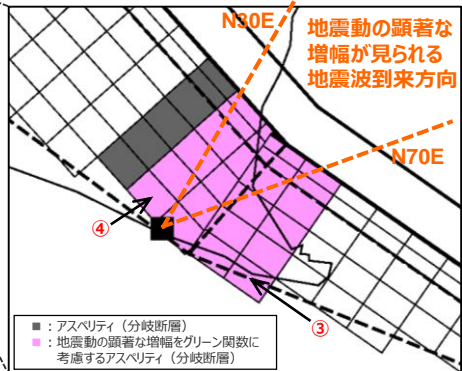 N30E
地震動の顕著な
増幅が見られる
地震波到来方向
N70E
④
③
■ : アスペリティ（分岐断層）
■ : 地震動の顕著な増幅をグリーン関数に
考慮するアスペリティ（分岐断層）